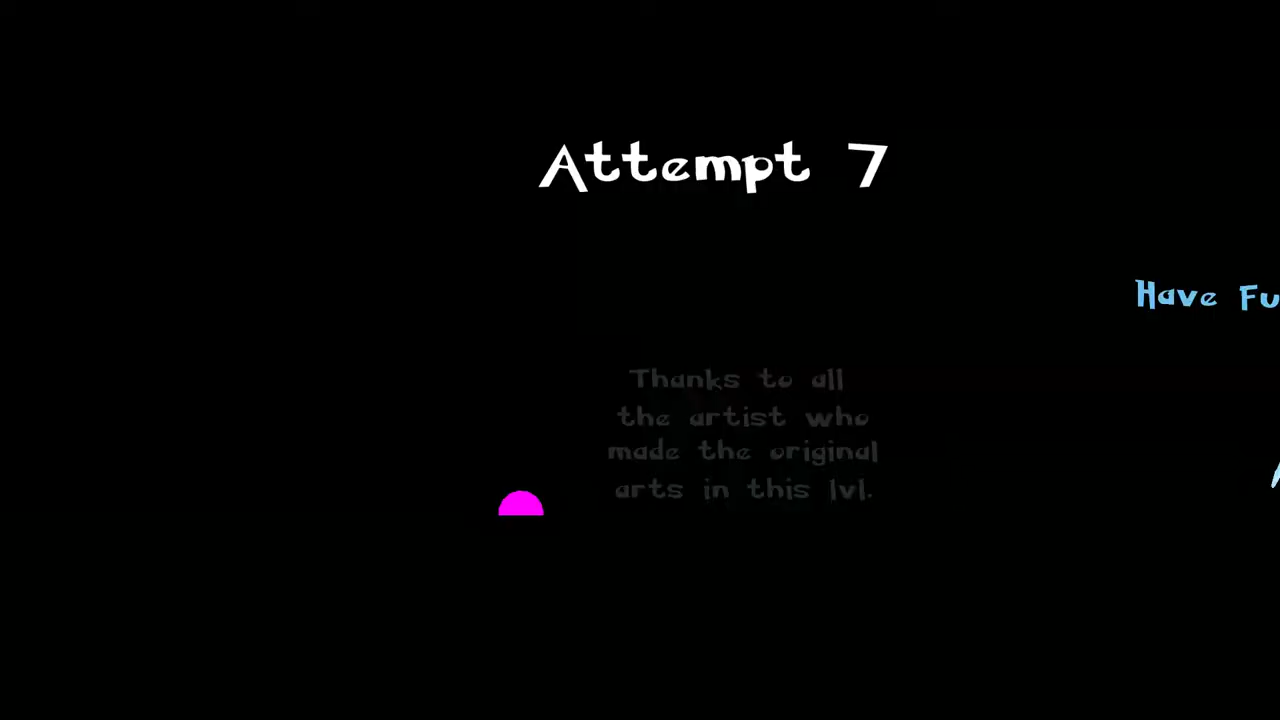 Attempt 7
Have Fu
Thanks to all
the artist who
made the original
arts in this lvl.